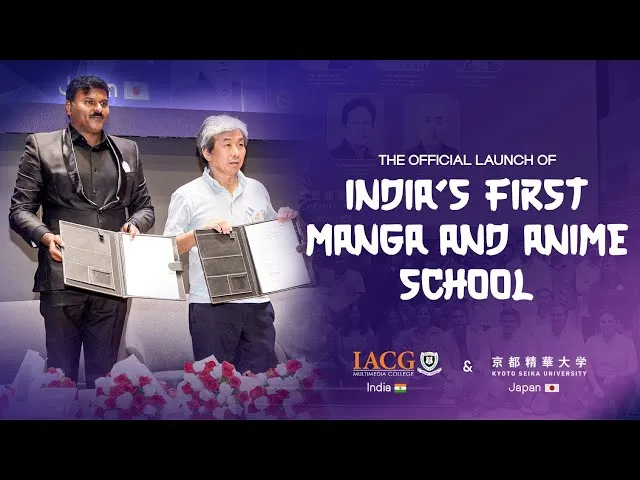 Japan
THE OFFICIAL LAUNCH OF
INDIA'S FIRST
MANGA AND ANIME
SCHOOL
IACG
MULTIMEDIA COLLEGE
India
&
京都精華大学
KYOTO SEIKA UNIVERSITY
Japan